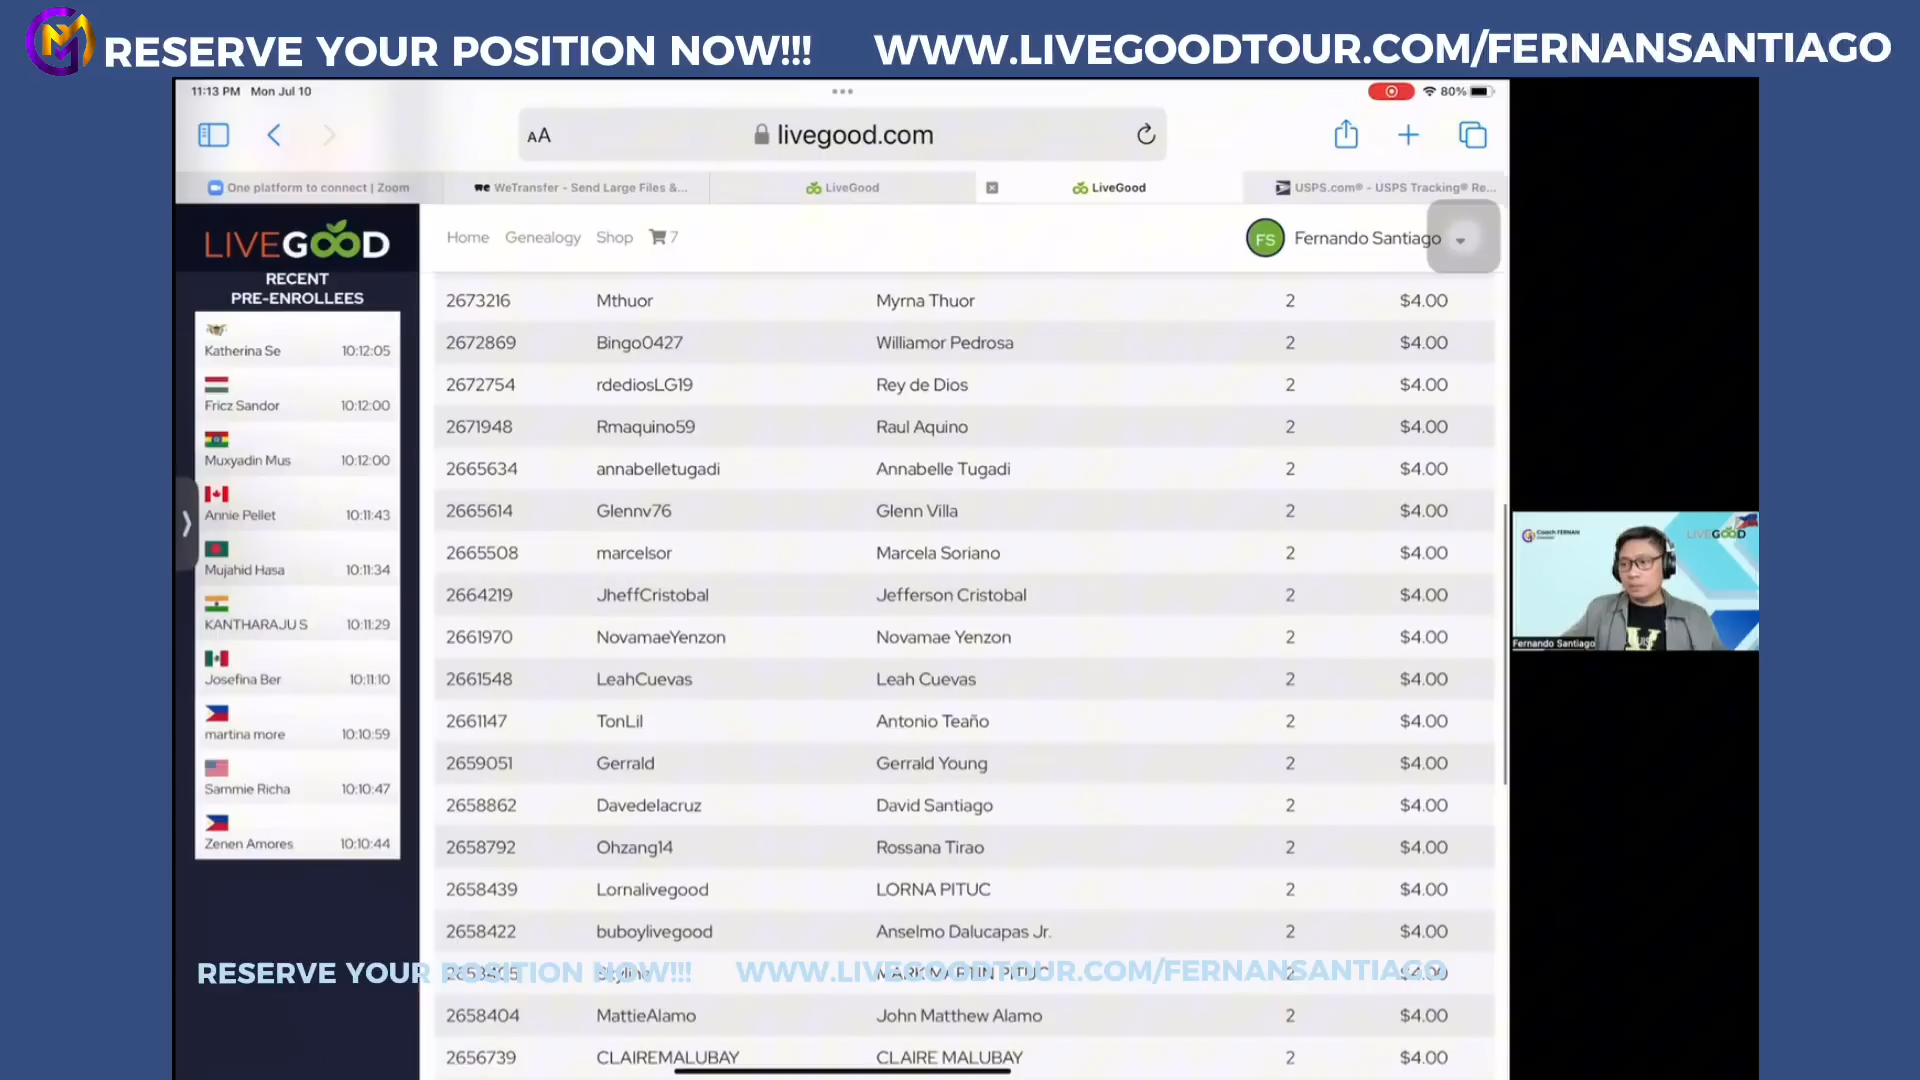 RESERVE YOUR POSITION NOW!!! WWW.LIVEGOODTOUR.COM/FERNANSANTIAGO
11:13 PM Mon Jul 10
80%
AA livegood.com
One platform to connect | Zoom
WeTransfer - Send Large Files &...
LiveGood
LiveGood
USPS.com® - USPS Tracking® Re...
LIVEGOOD
Home Genealogy Shop 7
FS Fernando Santiago
RECENT
PRE-ENROLLEES
Katherina Se 10:12:05
Fricz Sandor 10:12:00
Muxyadin Mus 10:12:00
Annie Pellet 10:11:43
Mujahid Hasa 10:11:34
KANTHARAJU S 10:11:29
Josefina Ber 10:11:10
martina more 10:10:59
Sammie Richa 10:10:47
Zenen Amores 10:10:44
2673216 Mthuor Myrna Thuor 2 $4.00
2672869 Bingo0427 Williamor Pedrosa 2 $4.00
2672754 rdediosLG19 Rey de Dios 2 $4.00
2671948 Rmaquino59 Raul Aquino 2 $4.00
2665634 annabelletugadi Annabelle Tugadi 2 $4.00
2665614 Glennv76 Glenn Villa 2 $4.00
2665508 marcelsor Marcela Soriano 2 $4.00
2664219 JheffCristobal Jefferson Cristobal 2 $4.00
2661970 NovamaeYenzon Novamae Yenzon 2 $4.00
2661548 LeahCuevas Leah Cuevas 2 $4.00
2661147 TonLil Antonio Teaño 2 $4.00
2659051 Gerrald Gerrald Young 2 $4.00
2658862 Davedelacruz David Santiago 2 $4.00
2658792 Ohzang14 Rossana Tirao 2 $4.00
2658439 Lornalivegood LORNA PITUC 2 $4.00
2658422 buboylivegood Anselmo Dalucapas Jr. 2 $4.00
MARK MARTIN PITUC 2 $4.00
RESERVE YOUR POSITION NOW!!! WWW.LIVEGOODTOUR.COM/FERNANSANTIAGO
2658404 MattieAlamo John Matthew Alamo 2 $4.00
2656739 CLAIREMALUBAY CLAIRE MALUBAY 2 $4.00
Coach FERNAN
LIVEGOOD
Fernando Santiago